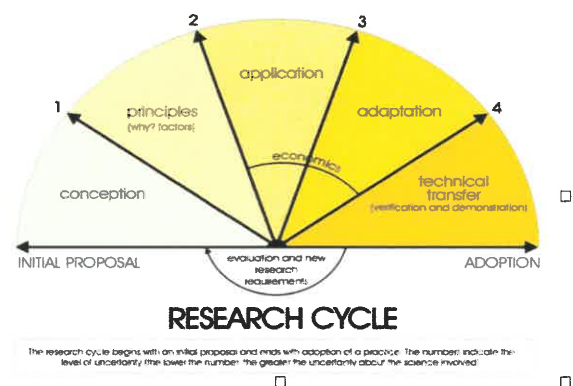 2
3
application
1
principles
(why? factors)
adaptation
4
economics
conception
technical
transfer
(verification and demonstration)
INITIAL PROPOSAL
evaluation and new
research
requirements
ADOPTION
RESEARCH CYCLE
The research cycle begins with an initial proposal and ends with adoption of a practice. The numbers indicate the
level of uncertainty (the lower the number, the greater the uncertainty about the science involved)